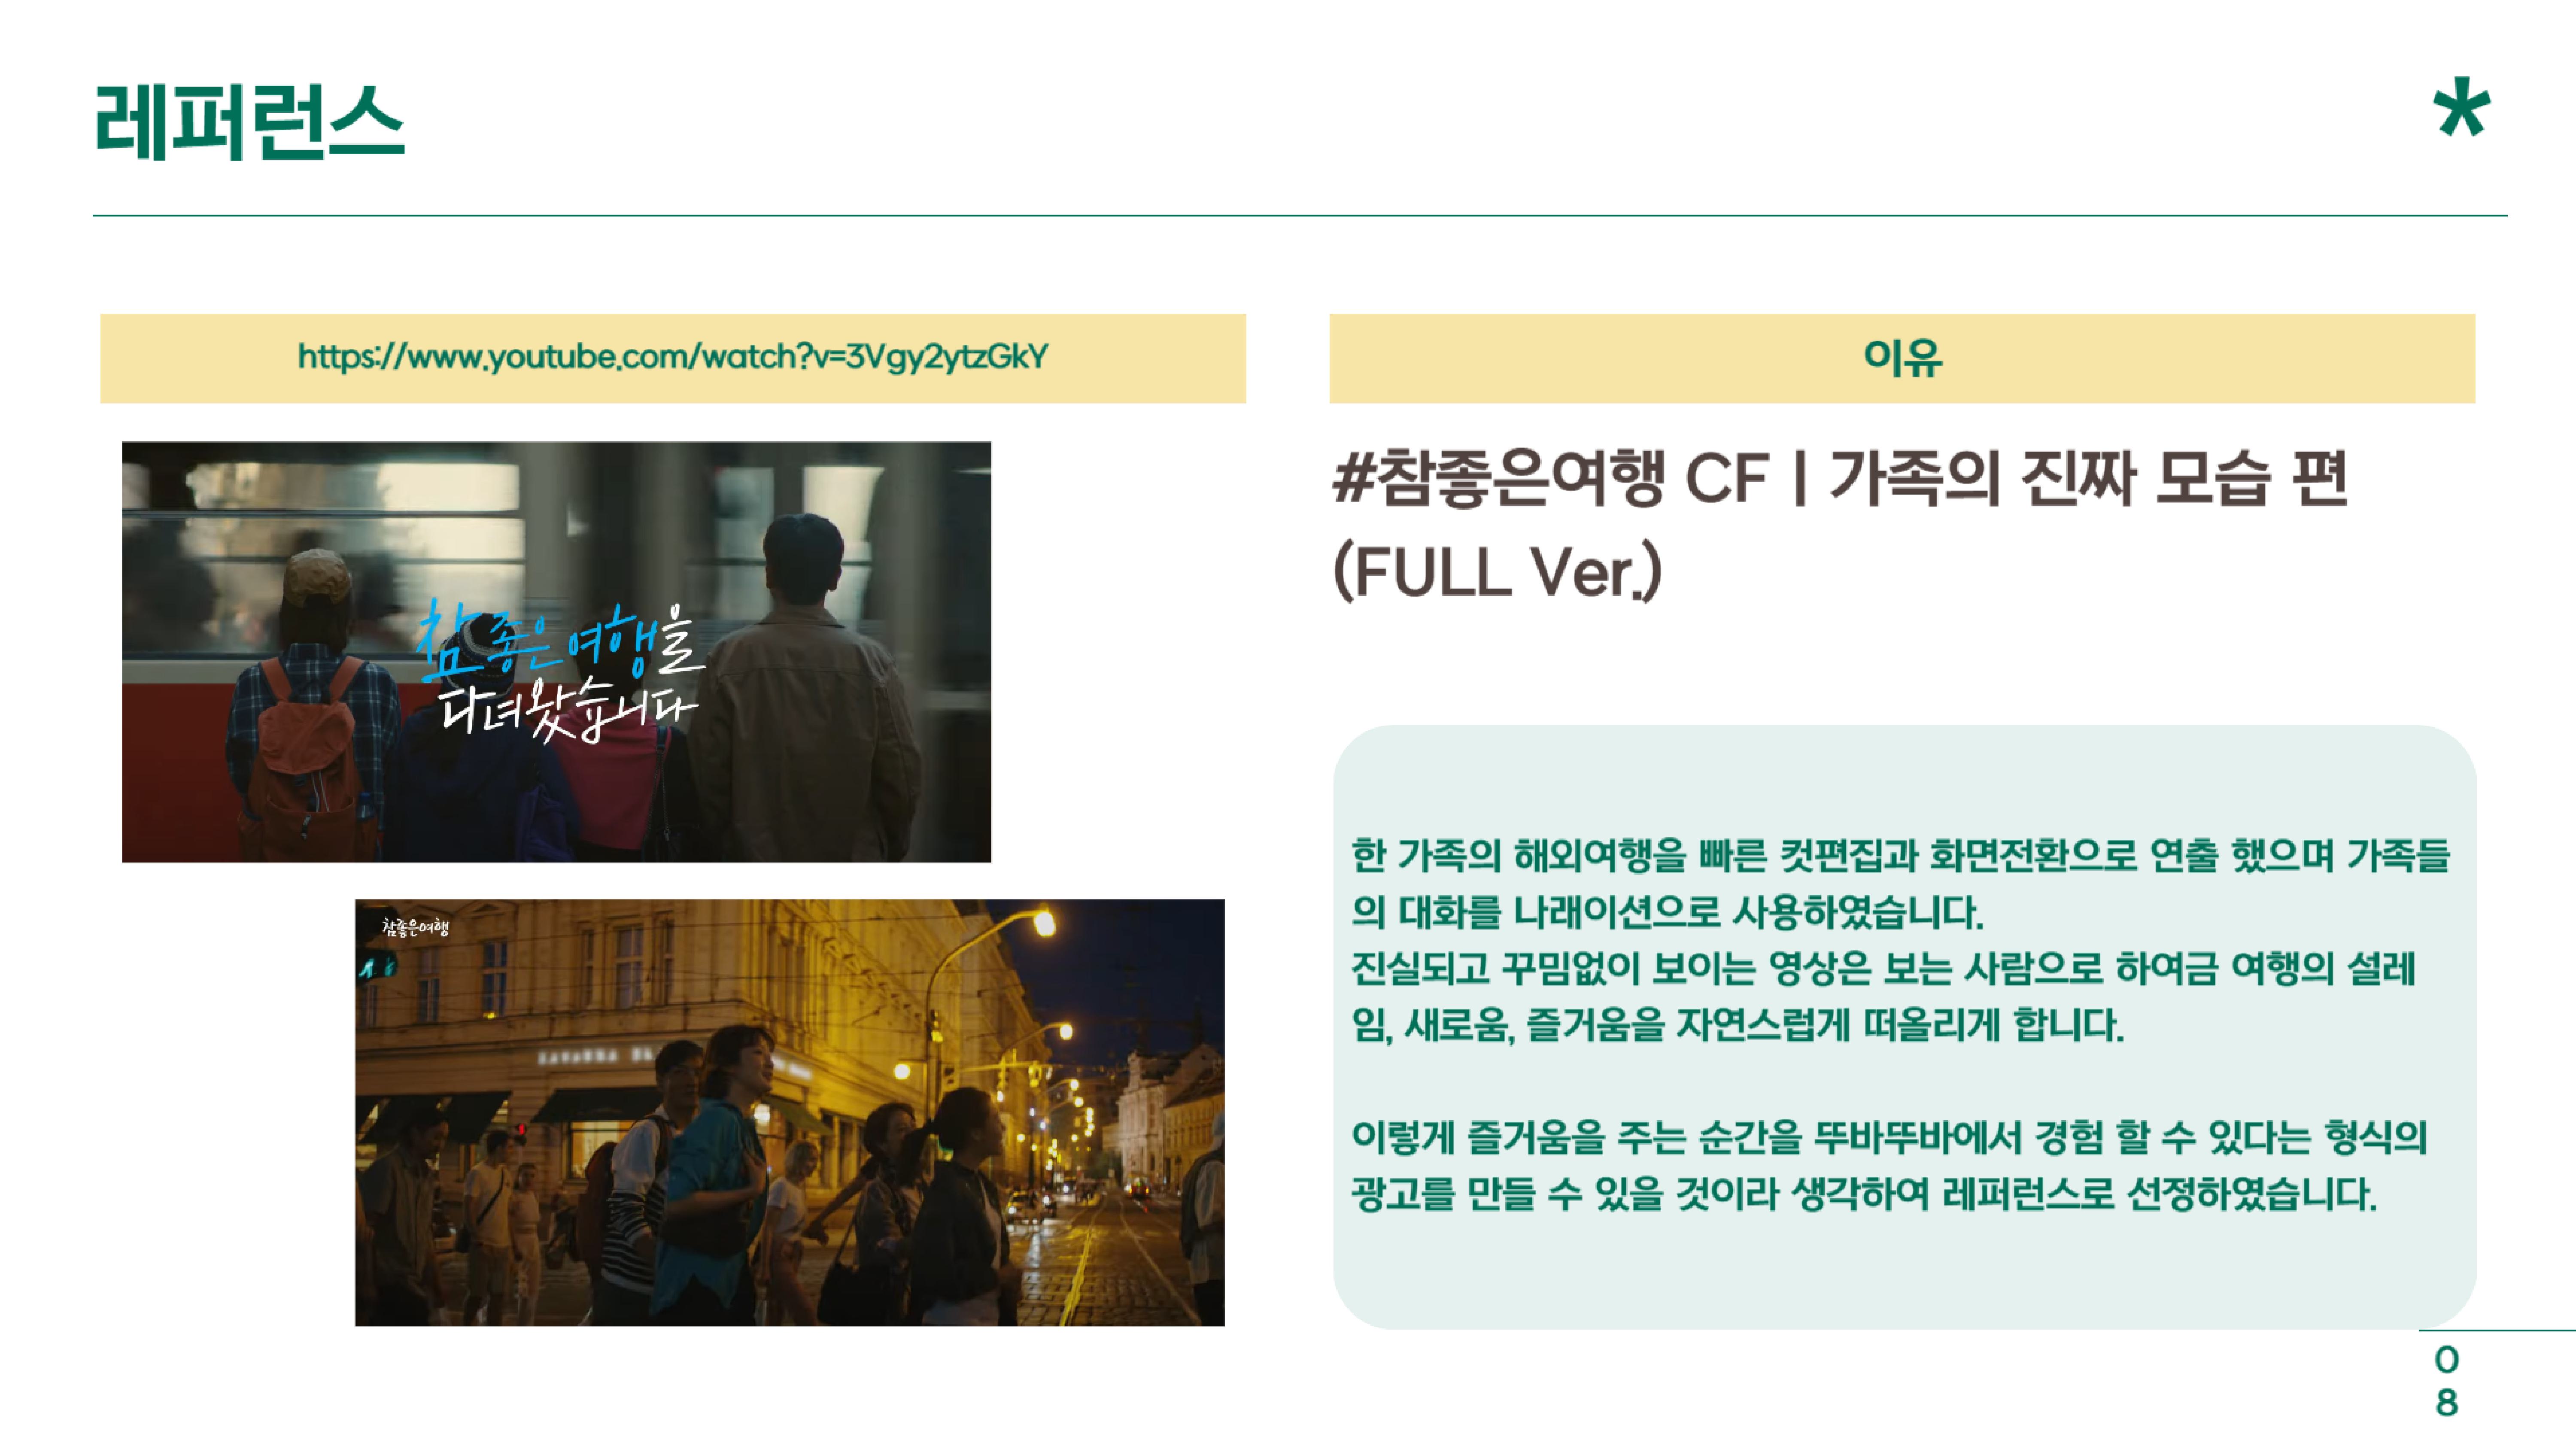 레퍼런스
*
https://www.youtube.com/watch?v=3Vgy2ytzGkY
참좋은여행을
다녀왔습니다
참좋은여행
이유
#참좋은여행 CF | 가족의 진짜 모습 편
(FULL Ver.)
한 가족의 해외여행을 빠른 컷편집과 화면전환으로 연출 했으며 가족들
의 대화를 나래이션으로 사용하였습니다.
진실되고 꾸밈없이 보이는 영상은 보는 사람으로 하여금 여행의 설레
임, 새로움, 즐거움을 자연스럽게 떠올리게 합니다.
이렇게 즐거움을 주는 순간을 뚜바뚜바에서 경험 할 수 있다는 형식의
광고를 만들 수 있을 것이라 생각하여 레퍼런스로 선정하였습니다.
0
8